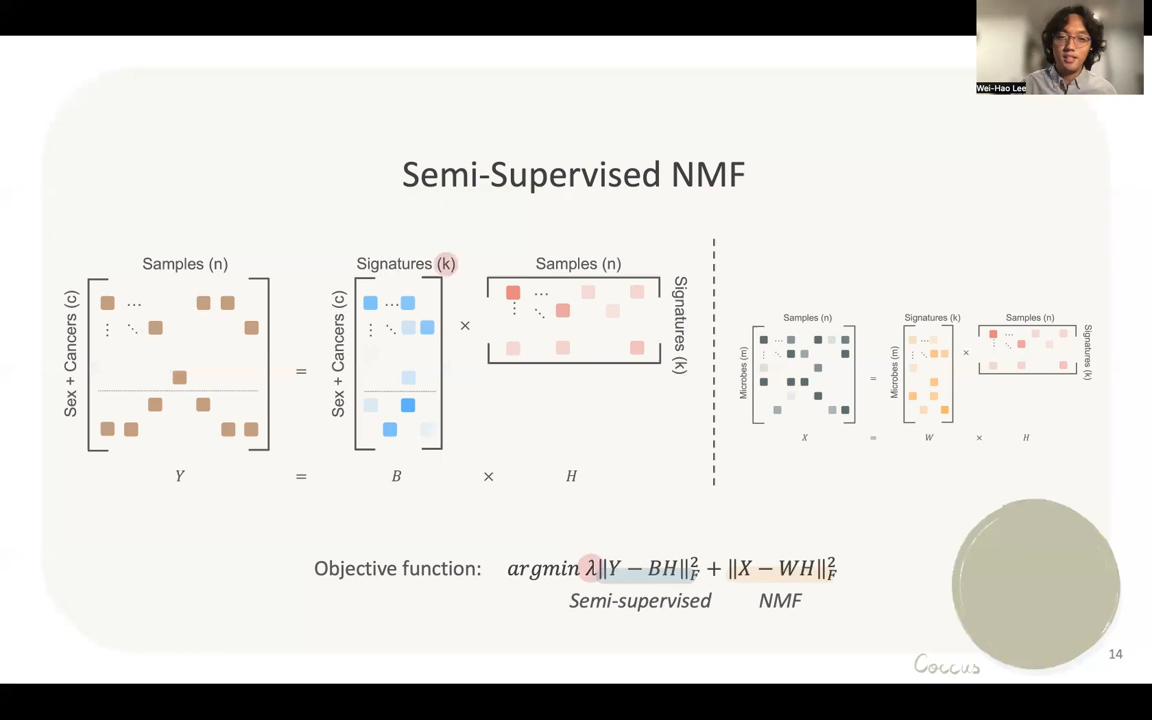 Wei-Hao Lee
Semi-Supervised NMF
Samples (n)
Signatures (k)
Samples (n)
Sex + Cancers (c)
Sex + Cancers (c)
Signatures (k)
×
=
Y = B × H
Samples (n)
Signatures (k)
Samples (n)
Microbes (m)
Microbes (m)
Signatures (k)
×
=
X = W × H
Objective function: argmin λ‖Y − BH‖²_F + ‖X − WH‖²_F
Semi-supervised NMF
Coccus
14